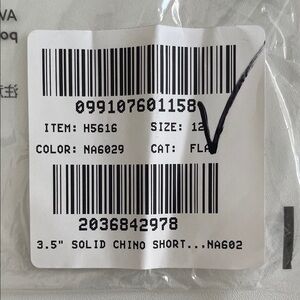 099107601158
ITEM: H5616 SIZE: 12
COLOR: NA6029 CAT: FLA
2036842978
3.5" SOLID CHINO SHORT...NA602